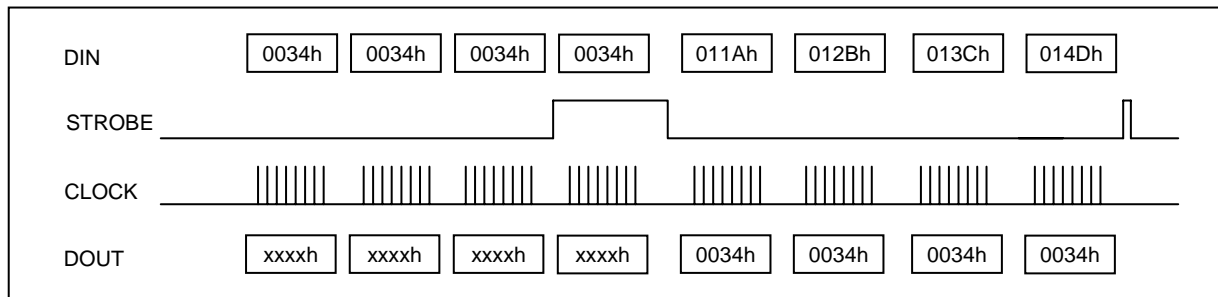 DIN 0034h 0034h 0034h 0034h 011Ah 012Bh 013Ch 014Dh
STROBE
CLOCK
DOUT xxxxh xxxxh xxxxh xxxxh 0034h 0034h 0034h 0034h